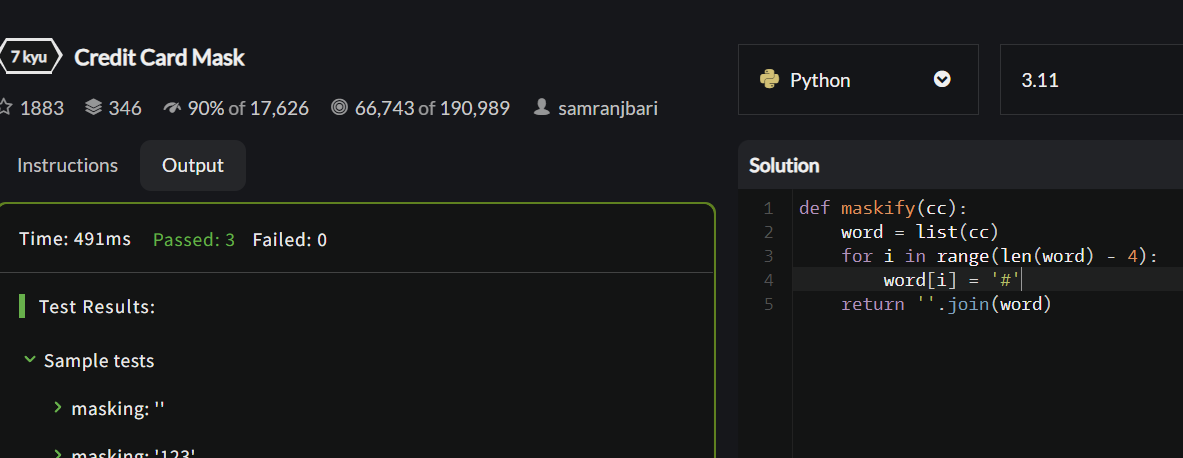 7 kyu Credit Card Mask
1883 346 90% of 17,626 66,743 of 190,989 samranjbari
Instructions Output
Time: 491ms Passed: 3 Failed: 0
Test Results:
Sample tests
masking: ''
masking: '123'
Python 3.11
Solution
1 def maskify(cc):
2     word = list(cc)
3     for i in range(len(word) - 4):
4         word[i] = '#'
5     return ''.join(word)